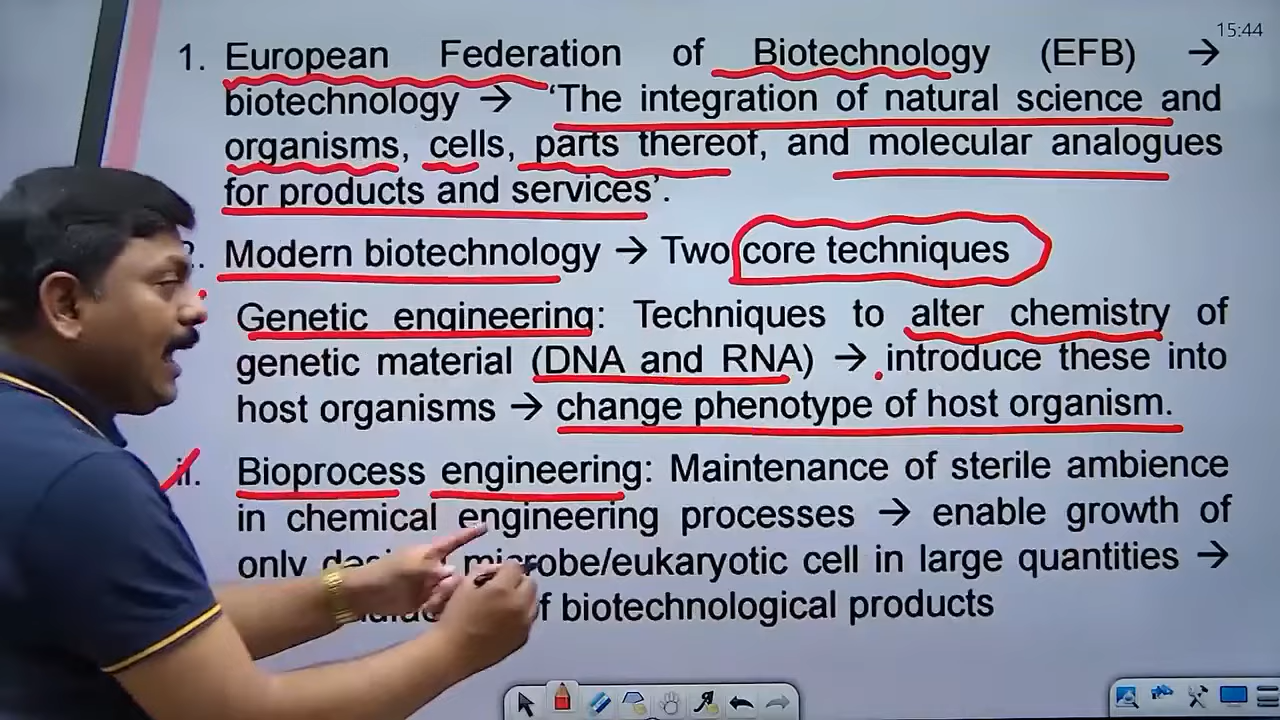 15:44
1. European Federation of Biotechnology (EFB) →
biotechnology → ‘The integration of natural science and
organisms, cells, parts thereof, and molecular analogues
for products and services’.
Modern biotechnology → Two core techniques
Genetic engineering: Techniques to alter chemistry of
genetic material (DNA and RNA) → introduce these into
host organisms → change phenotype of host organism.
ii. Bioprocess engineering: Maintenance of sterile ambience
in chemical engineering processes → enable growth of
only microbe/eukaryotic cell in large quantities →
of biotechnological products